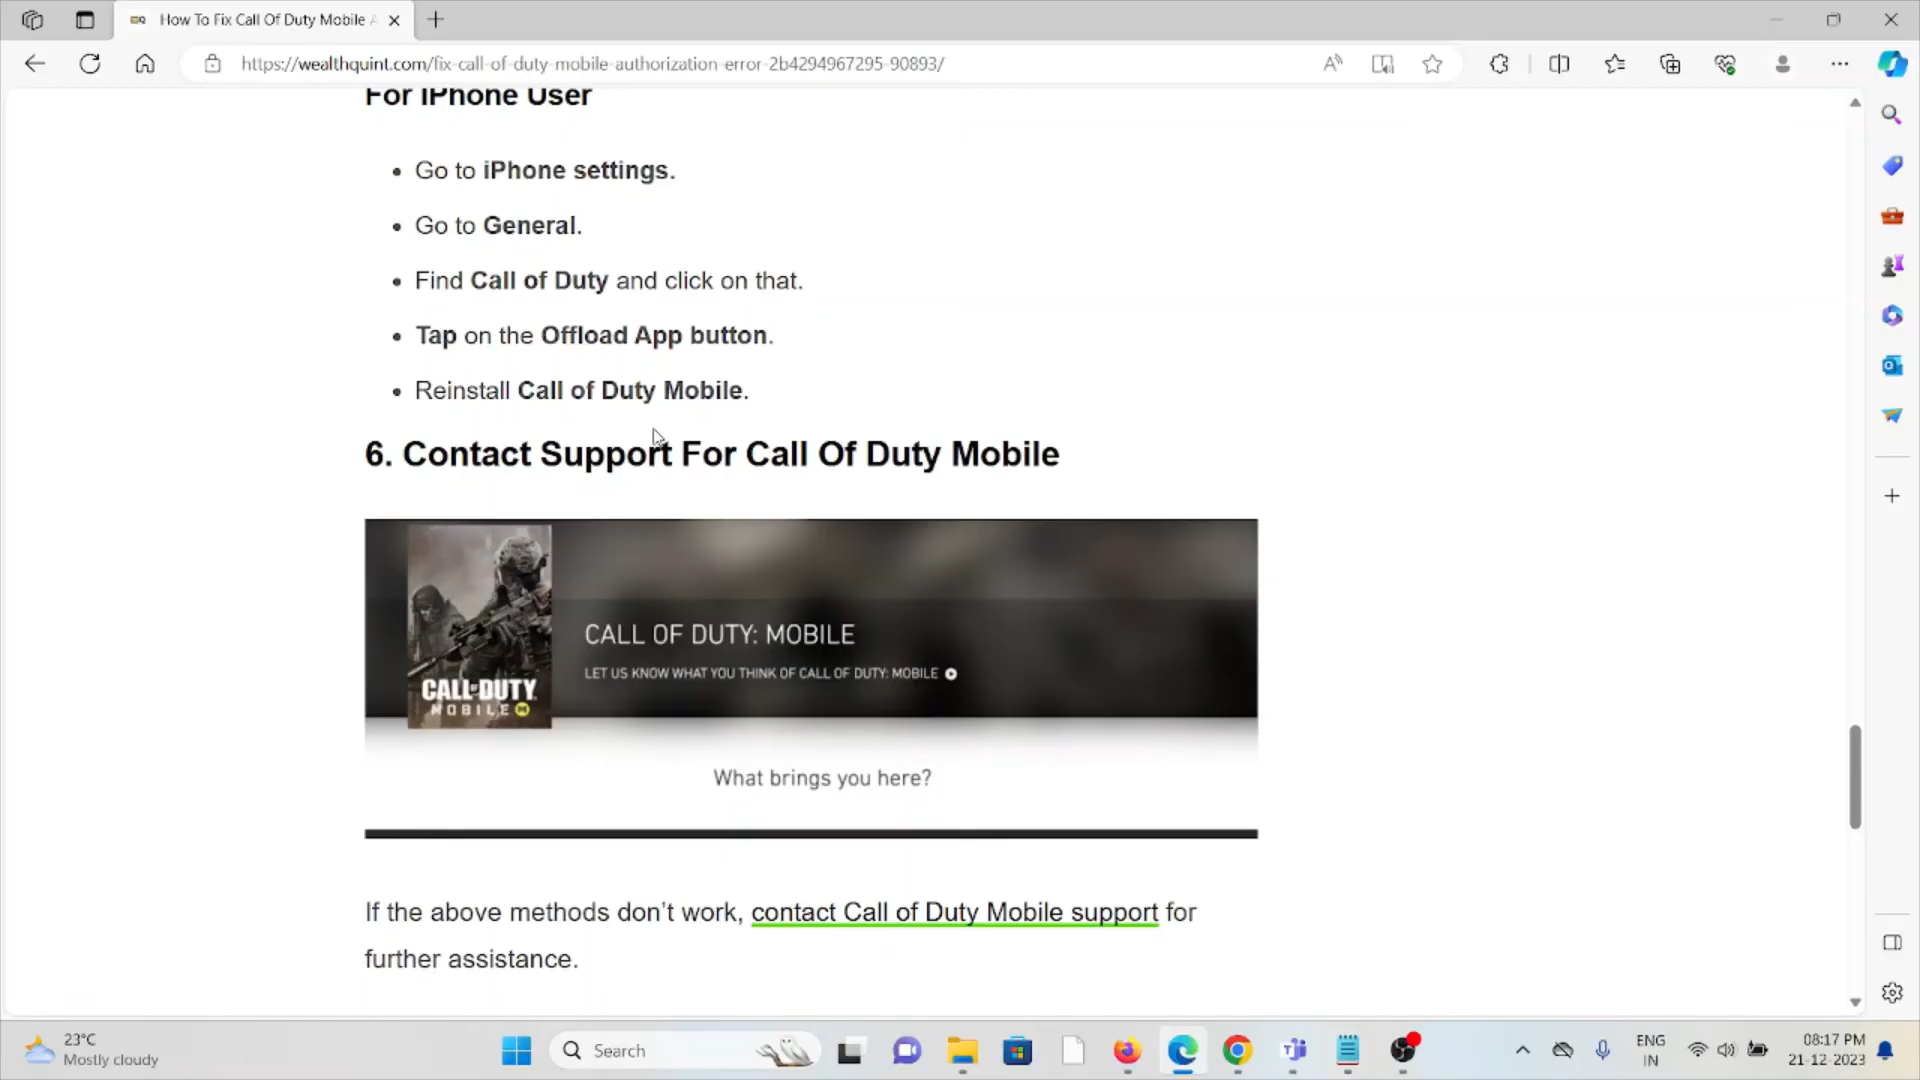 How To Fix Call Of Duty Mobile A
https://wealthquint.com/fix-call-of-duty-mobile-authorization-error-2b4294967295-90893/
For iPhone User
Go to iPhone settings.
Go to General.
Find Call of Duty and click on that.
Tap on the Offload App button.
Reinstall Call of Duty Mobile.
6. Contact Support For Call Of Duty Mobile
CALL OF DUTY: MOBILE
LET US KNOW WHAT YOU THINK OF CALL OF DUTY: MOBILE
CALL OF DUTY
MOBILE
What brings you here?
If the above methods don’t work, contact Call of Duty Mobile support for
further assistance.
23°C
Mostly cloudy
Search
ENG
IN
08:17 PM
21-12-2023